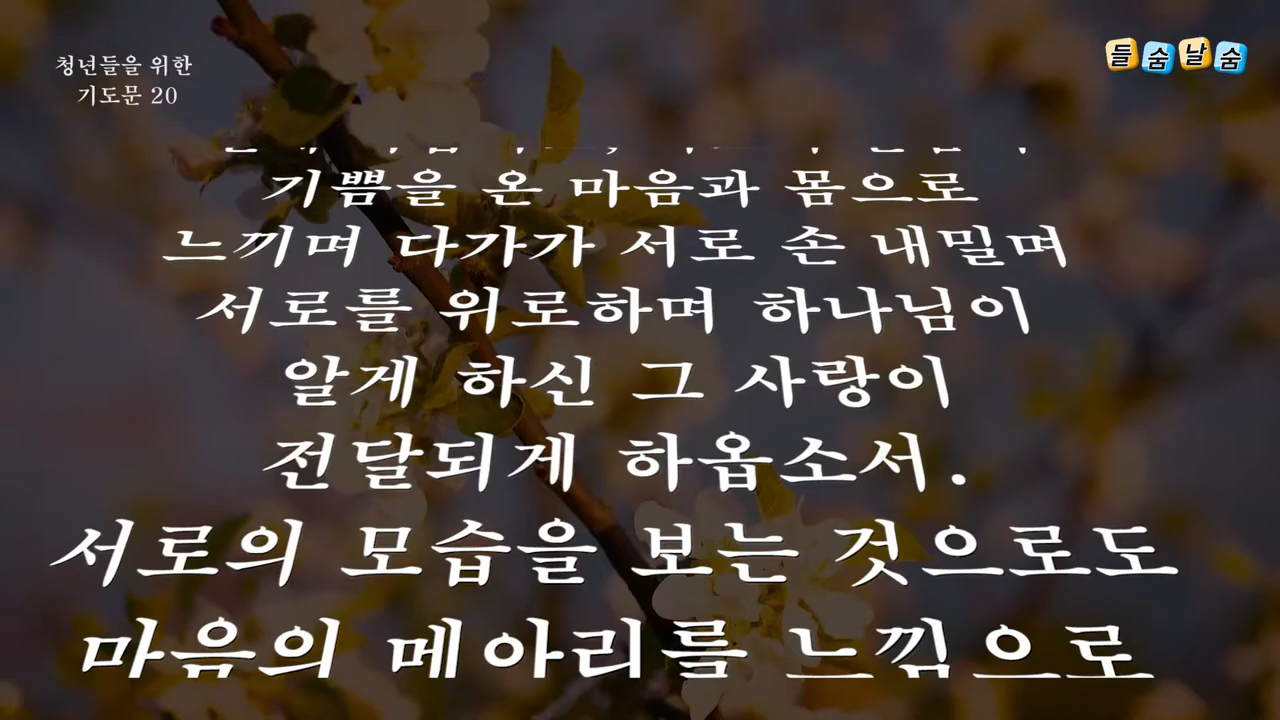 청년들을 위한
기도문 20
들숨날숨
기쁨을 온 마음과 몸으로
느끼며 다가가 서로 손 내밀며
서로를 위로하며 하나님이
알게 하신 그 사랑이
전달되게 하옵소서.
서로의 모습을 보는 것으로도
마음의 메아리를 느낌으로